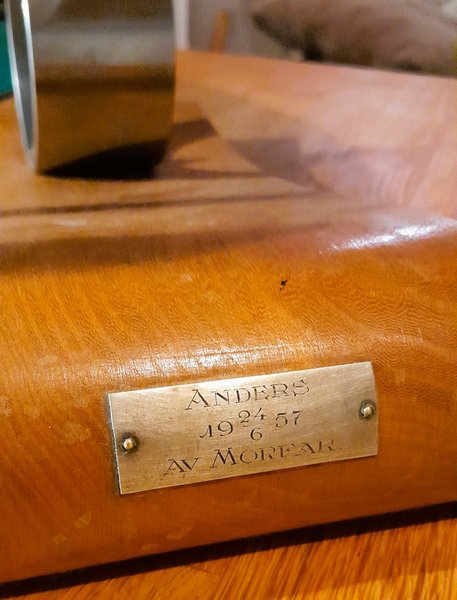 ANDERS
19 24/6 57
AV MORFAR.